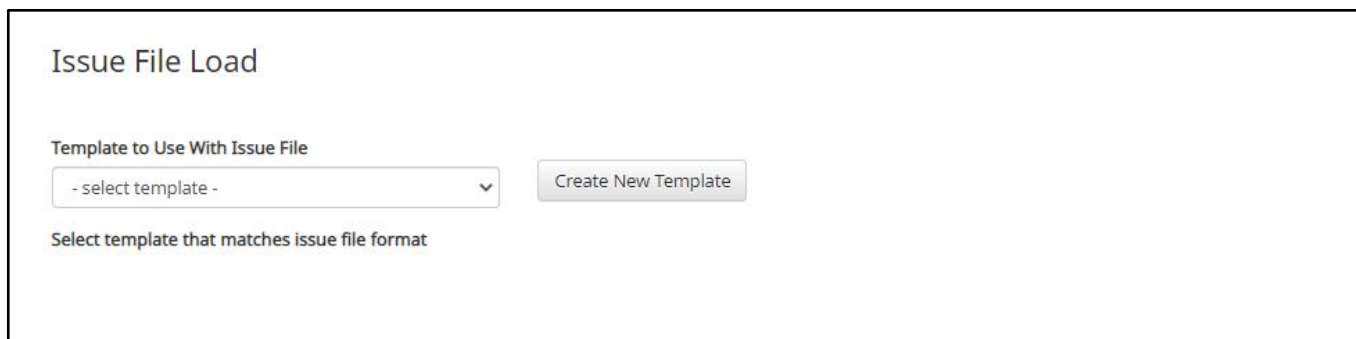 Issue File Load
Template to Use With Issue File
- select template -
Create New Template
Select template that matches issue file format